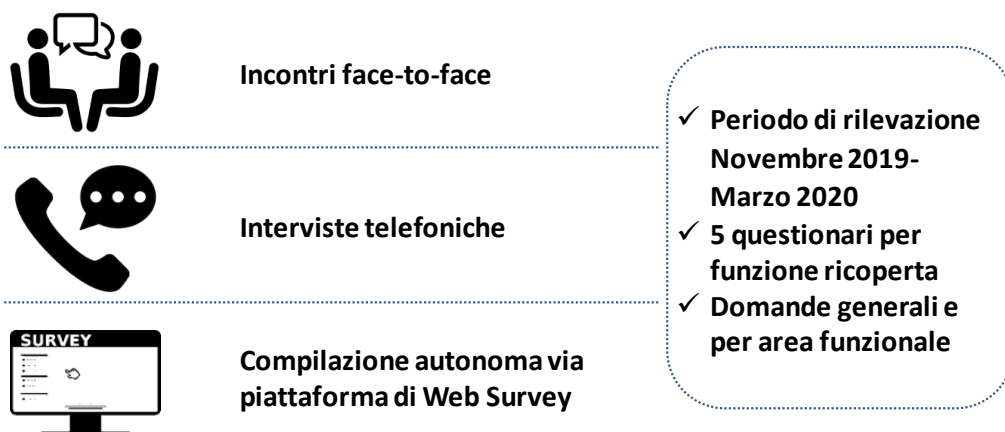 Incontri face-to-face
Interviste telefoniche
SURVEY
Compilazione autonoma via
piattaforma di Web Survey
✓ Periodo di rilevazione
Novembre 2019-
Marzo 2020
✓ 5 questionari per
funzione ricoperta
✓ Domande generali e
per area funzionale